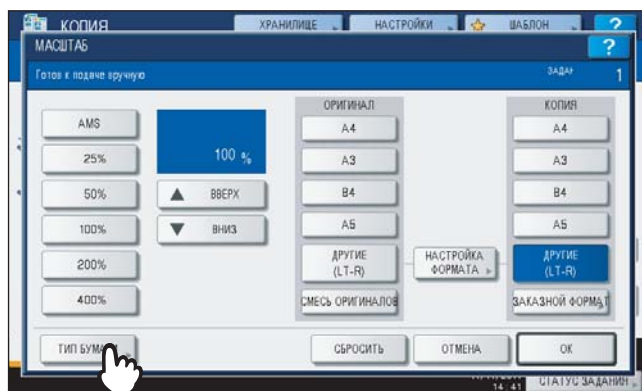 КОПИЯ ХРАНИЛИЩЕ НАСТРОЙКИ ШАБЛОН ?
МАСШТАБ ?
Готов к подаче вручную 1
ОРИГИНАЛ КОПИЯ
AMS A4 A4
25% 100 % A3 A3
50% ВВЕРХ B4 B4
100% ВНИЗ A5 A5
200% ДРУГИЕ (LT-R) НАСТРОЙКА ФОРМАТА ДРУГИЕ (LT-R)
400% СМЕСЬ ОРИГИНАЛОВ ЗАКАЗНОЙ ФОРМАТ
ТИП СБРОСИТЬ ОТМЕНА OK
14:41 СТАТУС ЗАДАНИЯ